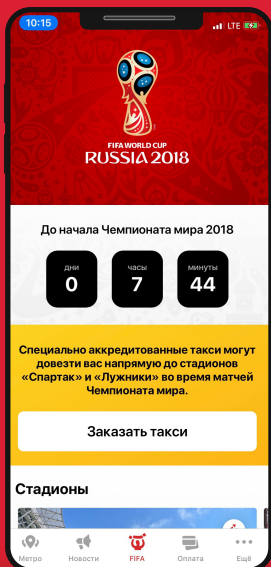 10:15
LTE
FIFA WORLD CUP
RUSSIA 2018
До начала Чемпионата мира 2018
дни
часы
минуты
0
7
44
Специально аккредитованные такси могут
довезти вас напрямую до стадионов
«Спартак» и «Лужники» во время матчей
Чемпионата мира.
Заказать такси
Стадионы
Метро
Новости
FIFA
Оплата
Ещё